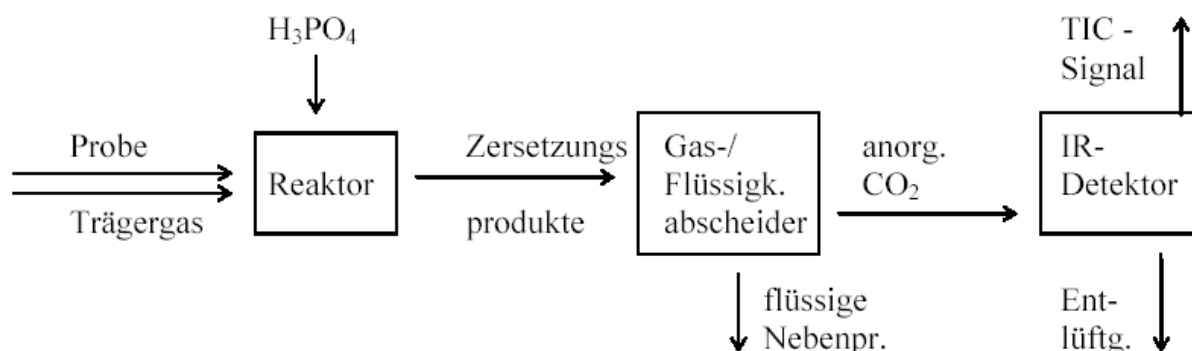 H₃PO₄
TIC -
Signal
Probe
Trägergas
Reaktor
Zersetzungs
produkte
Gas-/
Flüssigk.
abscheider
anorg.
CO₂
IR-
Detektor
flüssige
Nebenpr.
Ent-
lüftg.